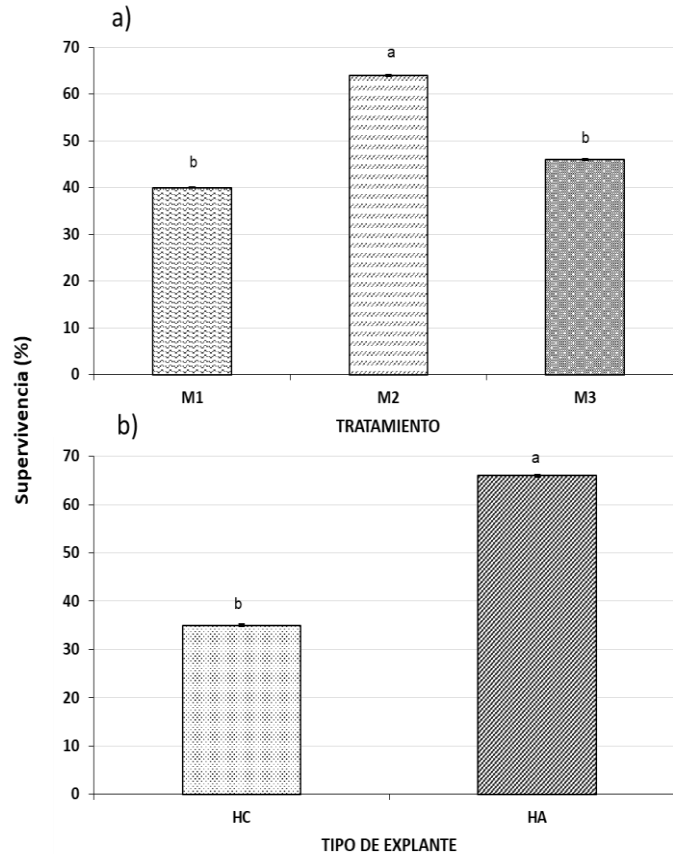 a)
70
60
50
40
30
20
10
0
b
a
b
M1 M2 M3
TRATAMIENTO
Supervivencia (%)
b)
70
60
50
40
30
20
10
0
b
a
HC HA
TIPO DE EXPLANTE